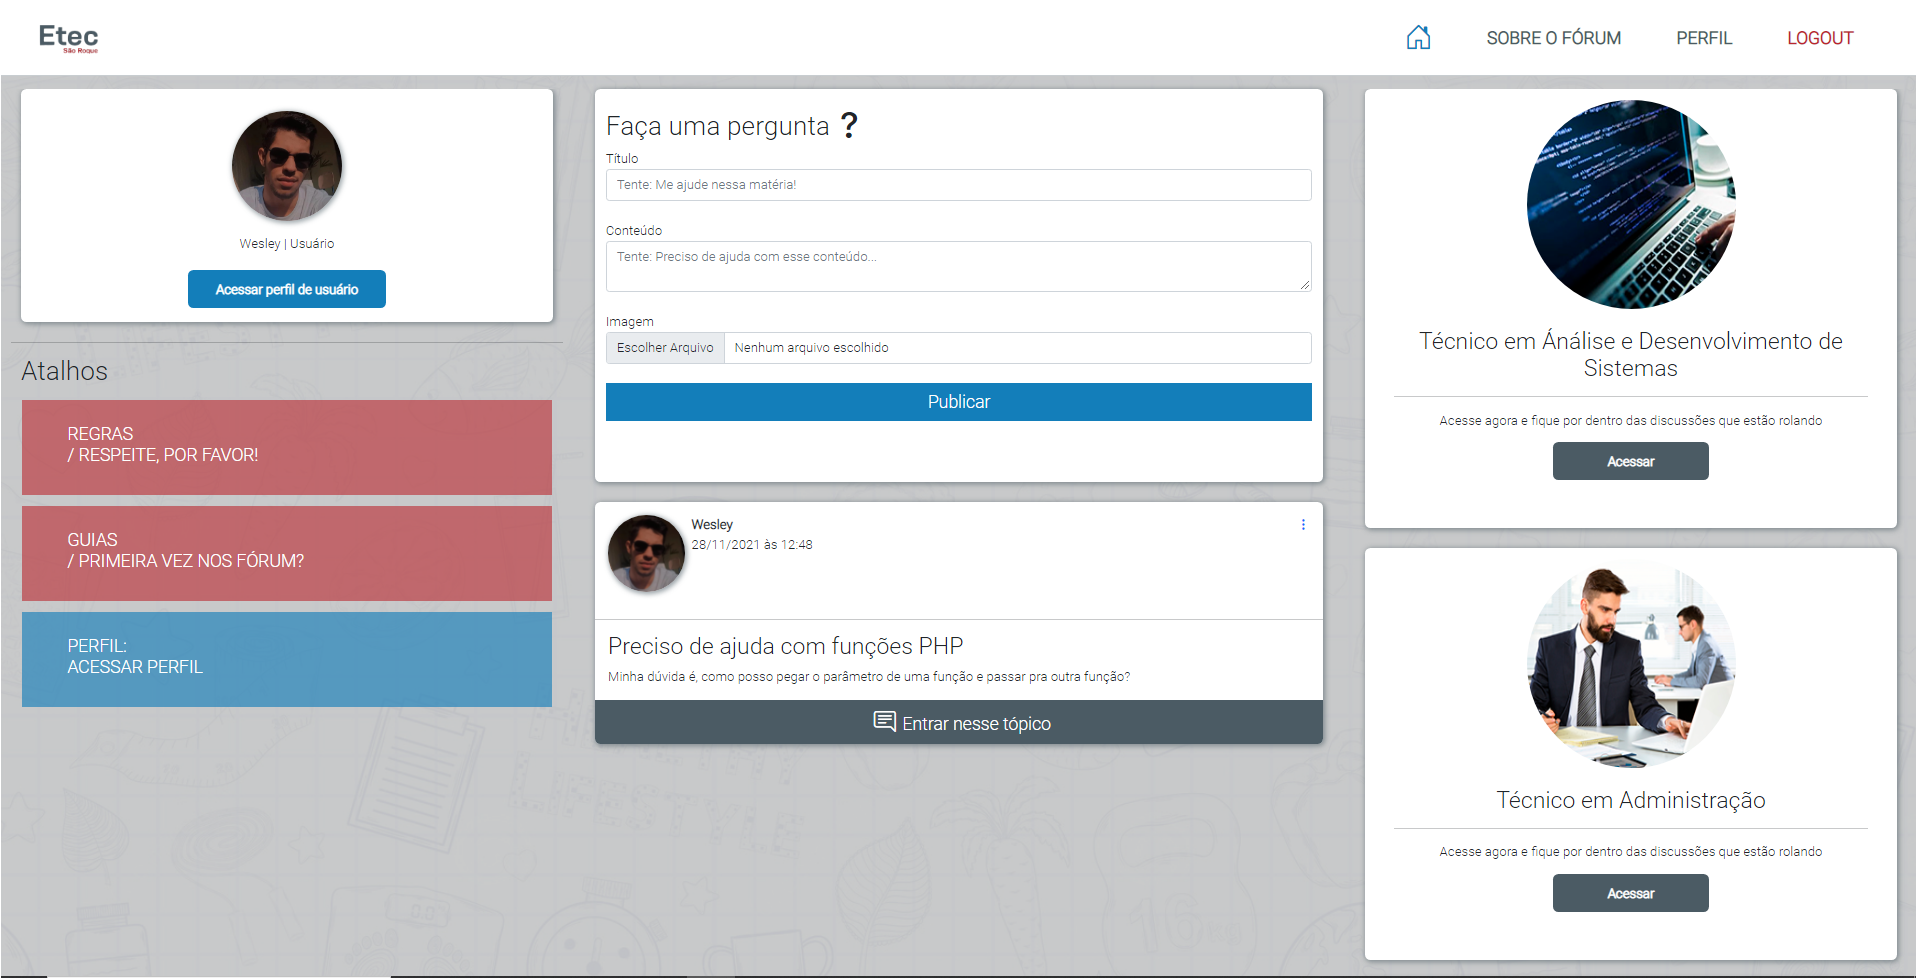 Etec
São Roque
SOBRE O FÓRUM
PERFIL
LOGOUT
Wesley | Usuário
Acessar perfil de usuário
Atalhos
REGRAS
/ RESPEITE, POR FAVOR!
GUIAS
/ PRIMEIRA VEZ NOS FÓRUM?
PERFIL:
ACESSAR PERFIL
Faça uma pergunta ?
Título
Tente: Me ajude nessa matéria!
Conteúdo
Tente: Preciso de ajuda com esse conteúdo...
Imagem
Escolher Arquivo Nenhum arquivo escolhido
Publicar
Wesley
28/11/2021 às 12:48
Preciso de ajuda com funções PHP
Minha dúvida é, como posso pegar o parâmetro de uma função e passar pra outra função?
Entrar nesse tópico
Técnico em Ánálise e Desenvolvimento de
Sistemas
Acesse agora e fique por dentro das discussões que estão rolando
Acessar
Técnico em Administração
Acesse agora e fique por dentro das discussões que estão rolando
Acessar